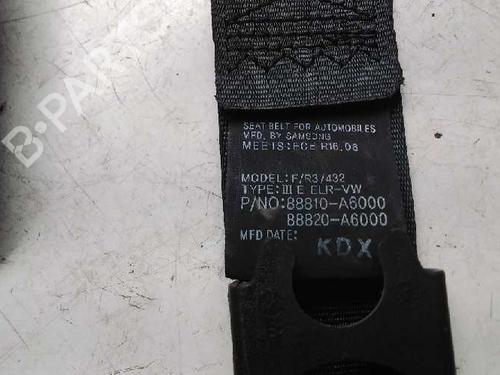 SEAT BELT FOR AUTOMOBILES
MFD. BY SAMSONG
MEETS:ECE R16.06
MODEL:F/R3/432
TYPE:III E ELR-VW
P/NO:88810-A6000
88820-A6000
MFD DATE:
KDX
B-PARTS